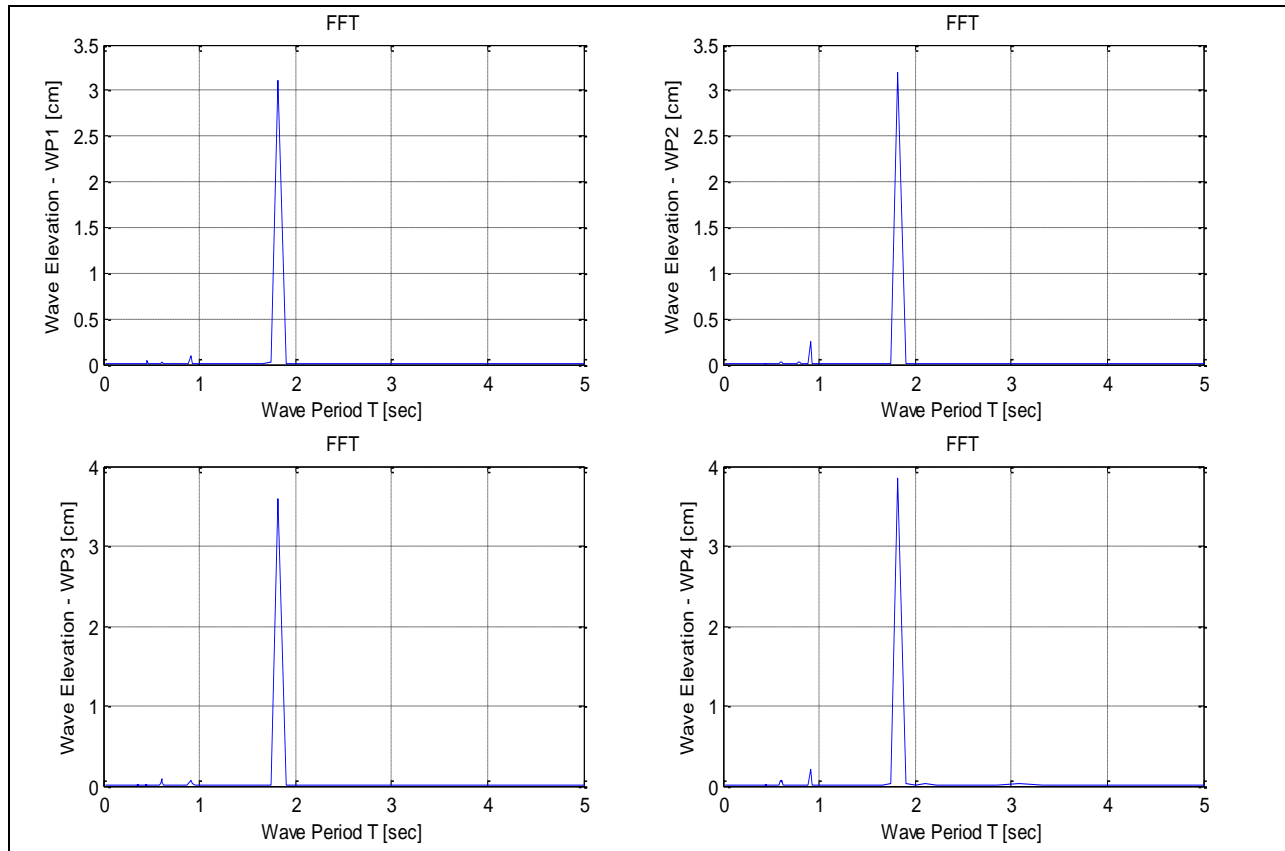 FFT
3.5
3
2.5
2
1.5
1
0.5
0
Wave Elevation - WP1 [cm]
0 1 2 3 4 5
Wave Period T [sec]
FFT
3.5
3
2.5
2
1.5
1
0.5
0
Wave Elevation - WP2 [cm]
0 1 2 3 4 5
Wave Period T [sec]
FFT
4
3
2
1
0
Wave Elevation - WP3 [cm]
0 1 2 3 4 5
Wave Period T [sec]
FFT
4
3
2
1
0
Wave Elevation - WP4 [cm]
0 1 2 3 4 5
Wave Period T [sec]